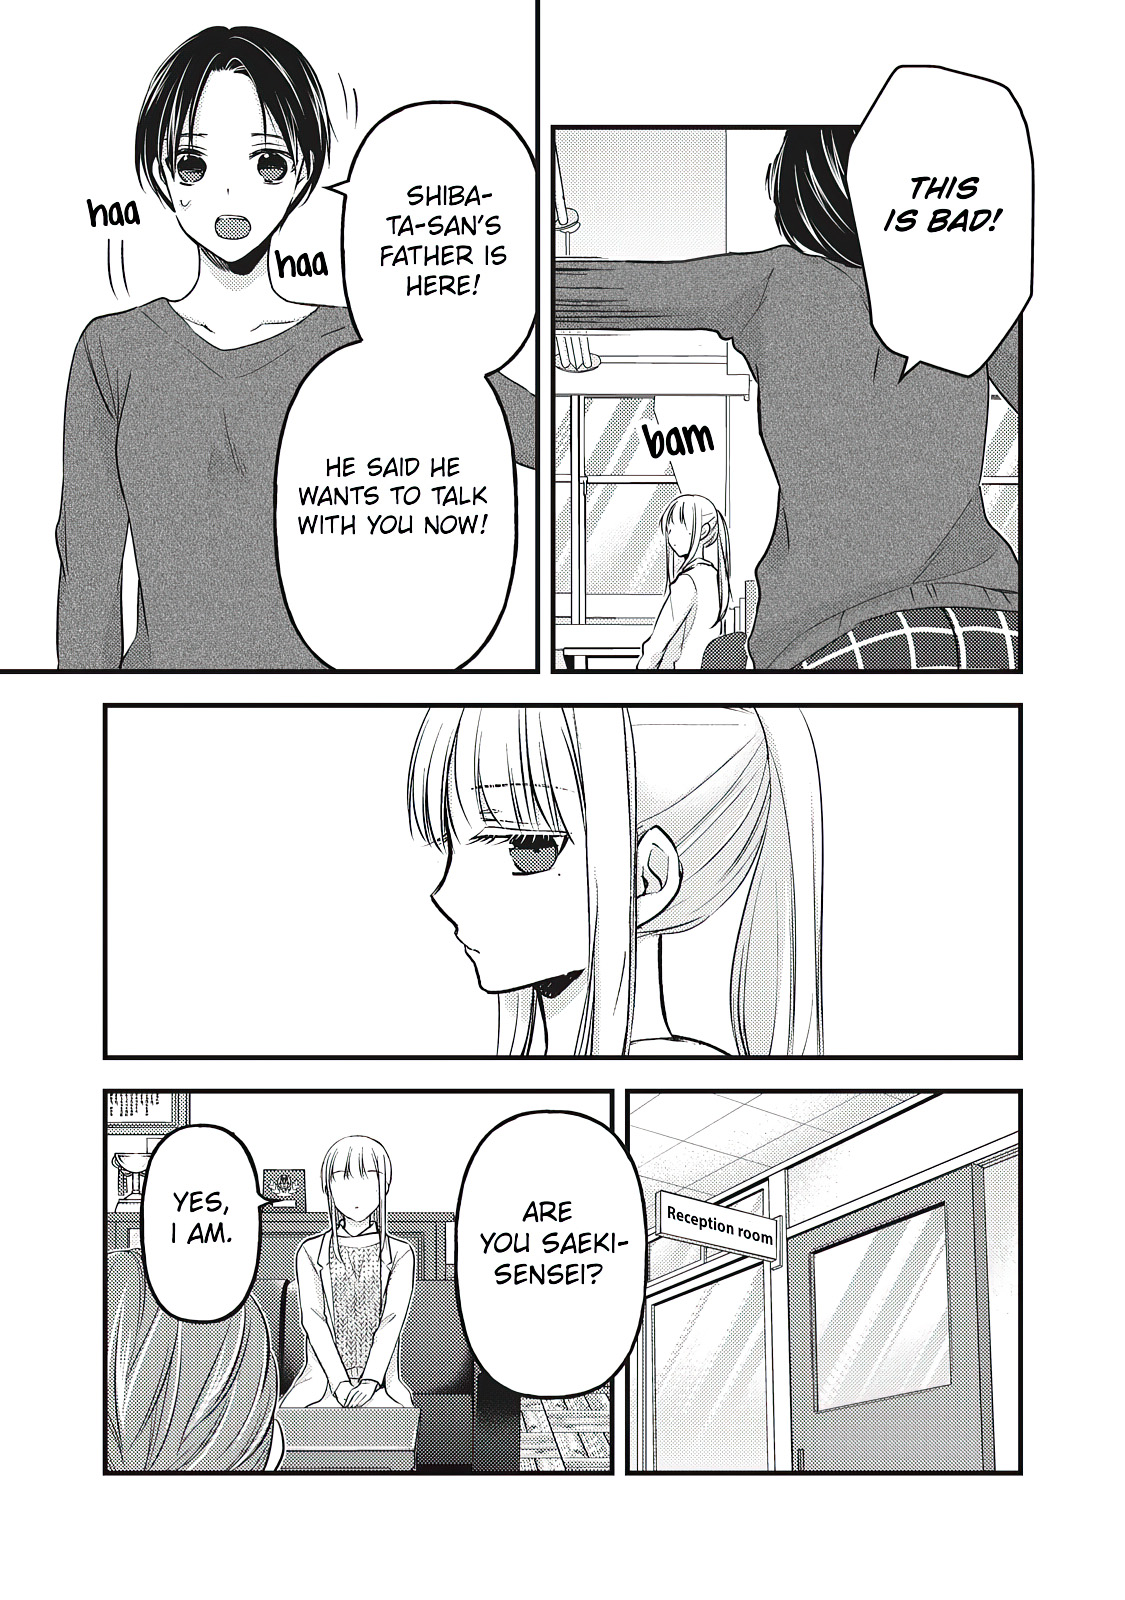 THIS
IS BAD!
bam
SHIBA-
TA-SAN'S
FATHER IS
HERE!
haa
haa
HE SAID HE
WANTS TO TALK
WITH YOU NOW!
Reception room
ARE
YOU SAEKI-
SENSEI?
YES,
I AM.